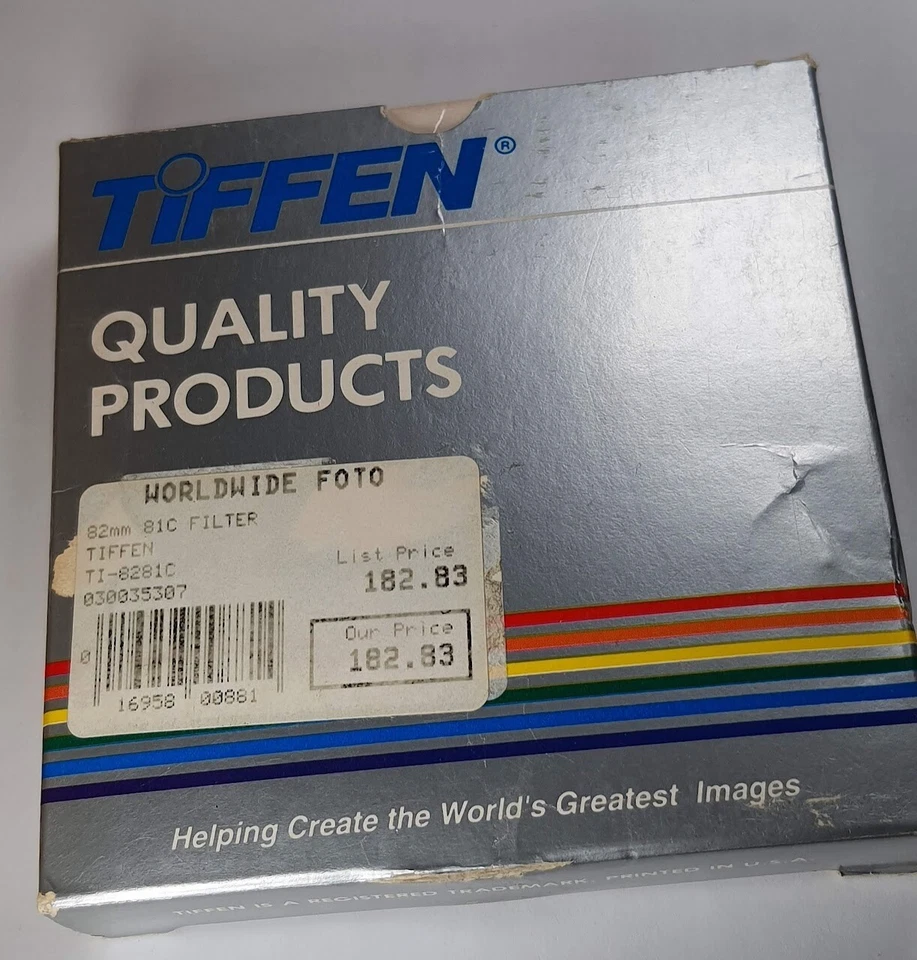 TiFFEN®
QUALITY
PRODUCTS
WORLDWIDE FOTO
82mm 81C FILTER
TIFFEN
TI-8281C
030035307
List Price
182.83
Our Price
182.83
0 16958 00881
Helping Create the World's Greatest Images
TIFFEN IS A REGISTERED TRADEMARK. PRINTED IN U.S.A.